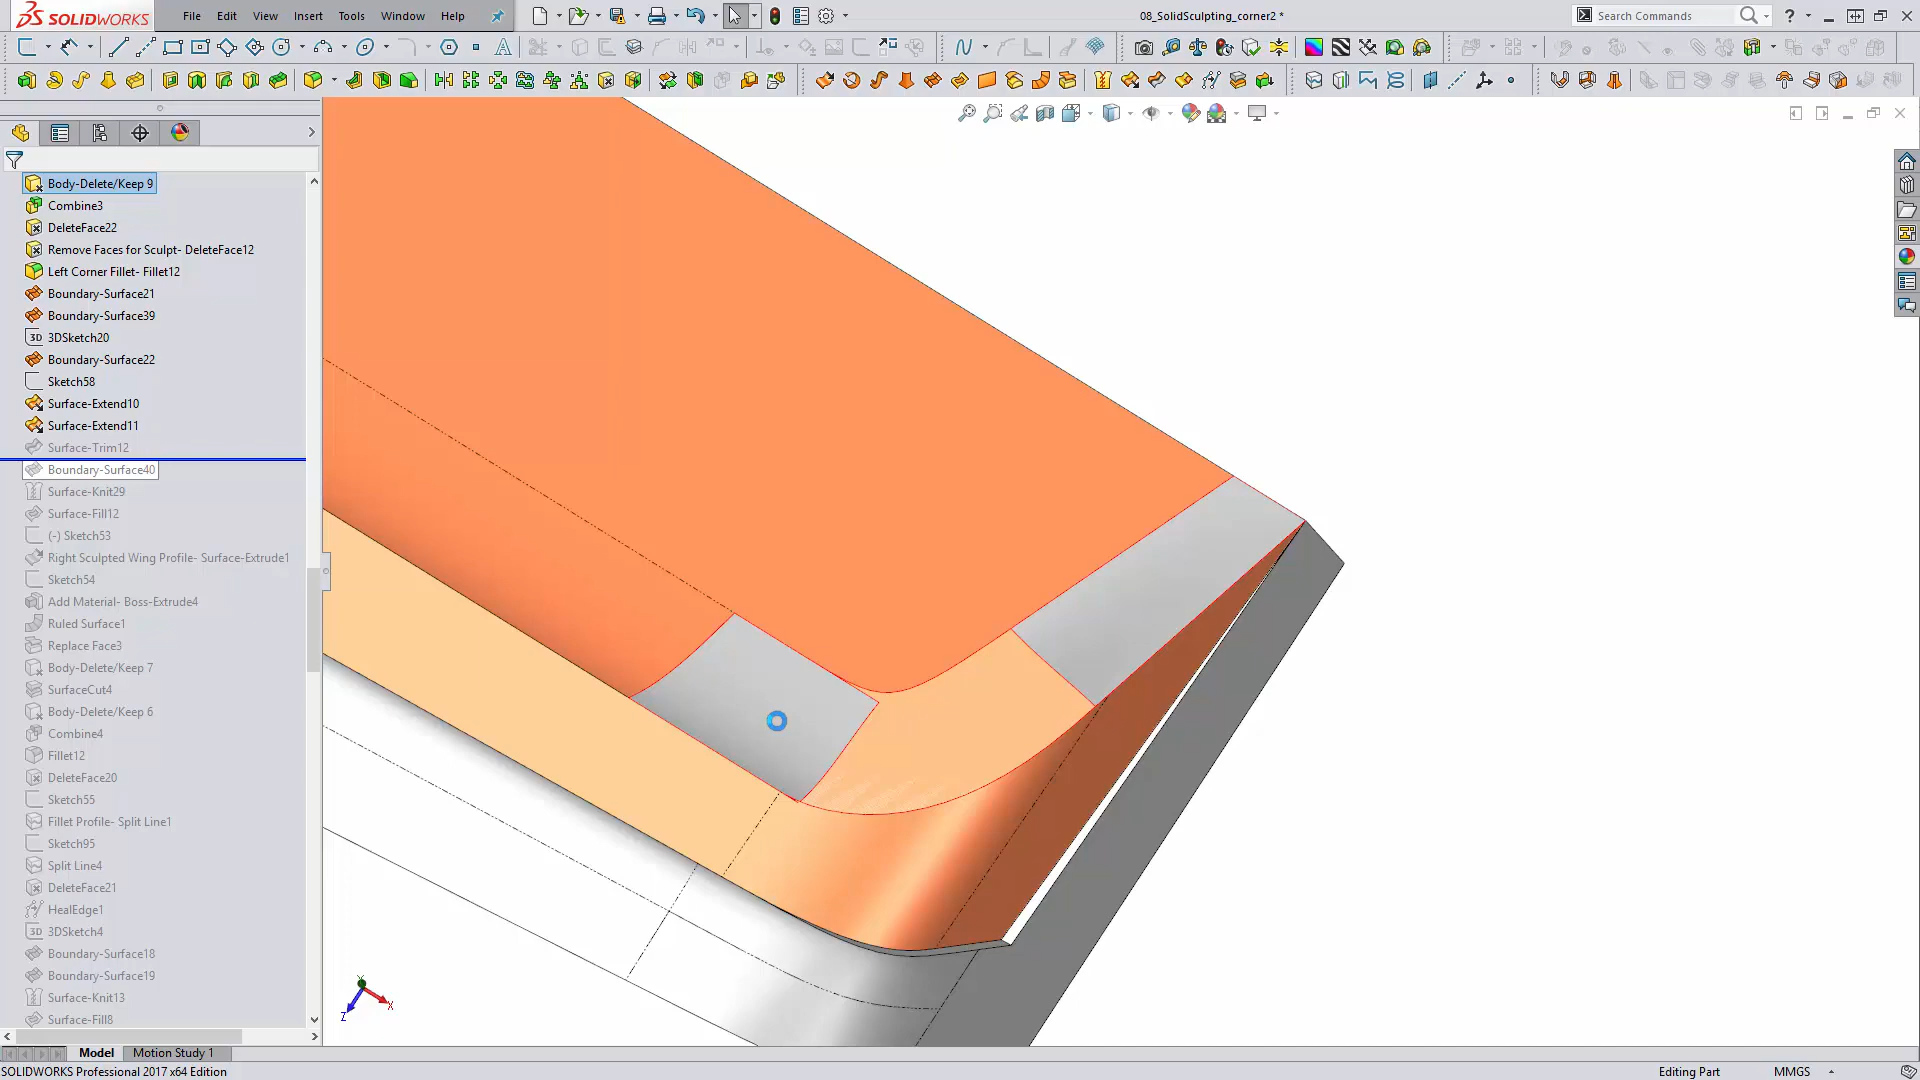 SOLIDWORKS
File Edit View Insert Tools Window Help
08_SolidSculpting_corner2 *
Search Commands
Body-Delete/Keep 9
Combine3
DeleteFace22
Remove Faces for Sculpt- DeleteFace12
Left Corner Fillet- Fillet12
Boundary-Surface21
Boundary-Surface39
3D 3DSketch20
Boundary-Surface22
Sketch58
Surface-Extend10
Surface-Extend11
Surface-Trim12
Boundary-Surface40
Surface-Knit29
Surface-Fill12
(-) Sketch53
Right Sculpted Wing Profile- Surface-Extrude1
Sketch54
Add Material- Boss-Extrude4
Ruled Surface1
Replace Face3
Body-Delete/Keep 7
SurfaceCut4
Body-Delete/Keep 6
Combine4
Fillet12
DeleteFace20
Sketch55
Fillet Profile- Split Line1
Sketch95
Split Line4
DeleteFace21
HealEdge1
3D 3DSketch4
Boundary-Surface18
Boundary-Surface19
Surface-Knit13
Surface-Fill8
Y
X
Z
Model Motion Study 1
SOLIDWORKS Professional 2017 x64 Edition
Editing Part MMGS